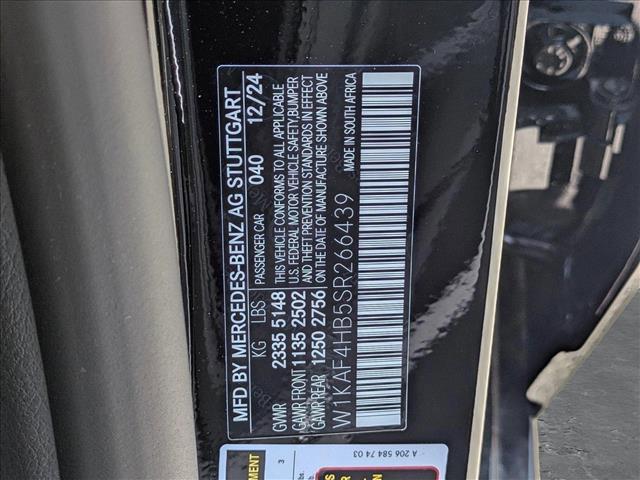 MFD BY MERCEDES-BENZ AG STUTTGART
KG LBS PASSENGER CAR 040 12/24
GVWR 2335 5148
GAWR FRONT 1135 2502
GAWR REAR 1250 2756
THIS VEHICLE CONFORMS TO ALL APPLICABLE
U.S. FEDERAL MOTOR VEHICLE SAFETY, BUMPER
AND THEFT PREVENTION STANDARDS IN EFFECT
ON THE DATE OF MANUFACTURE SHOWN ABOVE
W1KAF4HB5SR266439
MADE IN SOUTH AFRICA
A 206 584 74 03
3